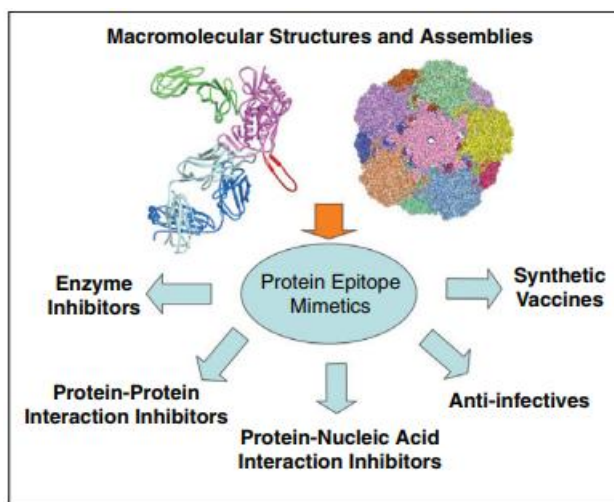 Macromolecular Structures and Assemblies
Protein Epitope
Mimetics
Enzyme
Inhibitors
Synthetic
Vaccines
Protein-Protein
Interaction Inhibitors
Anti-infectives
Protein-Nucleic Acid
Interaction Inhibitors